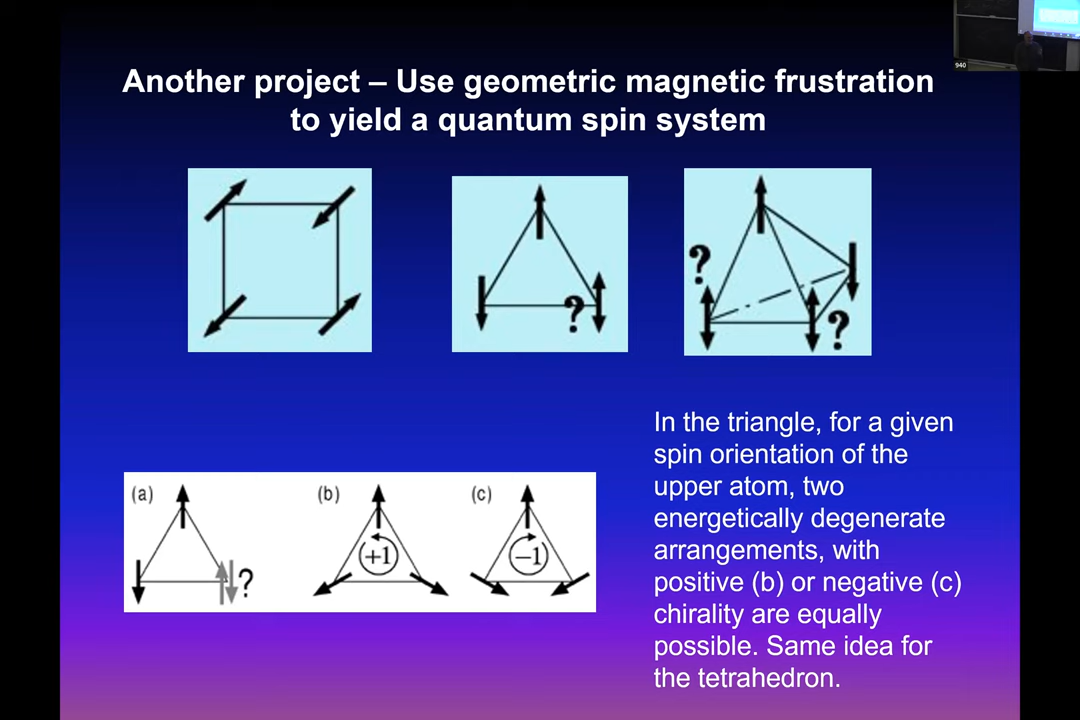 940
Another project – Use geometric magnetic frustration
to yield a quantum spin system
?
?
?
In the triangle, for a given
spin orientation of the
upper atom, two
energetically degenerate
arrangements, with
positive (b) or negative (c)
chirality are equally
possible. Same idea for
the tetrahedron.
(a) (b) (c)
+1 −1
?